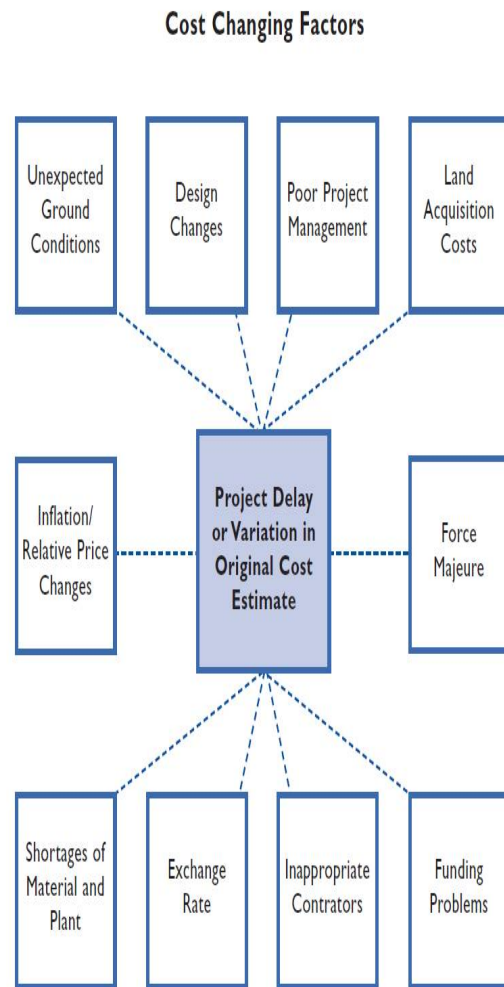 Cost Changing Factors
Unexpected
Ground
Conditions
Design
Changes
Poor Project
Management
Land
Acquisition
Costs
Inflation/
Relative Price
Changes
Project Delay
or Variation in
Original Cost
Estimate
Force
Majeure
Shortages of
Material and
Plant
Exchange
Rate
Inappropriate
Contrators
Funding
Problems